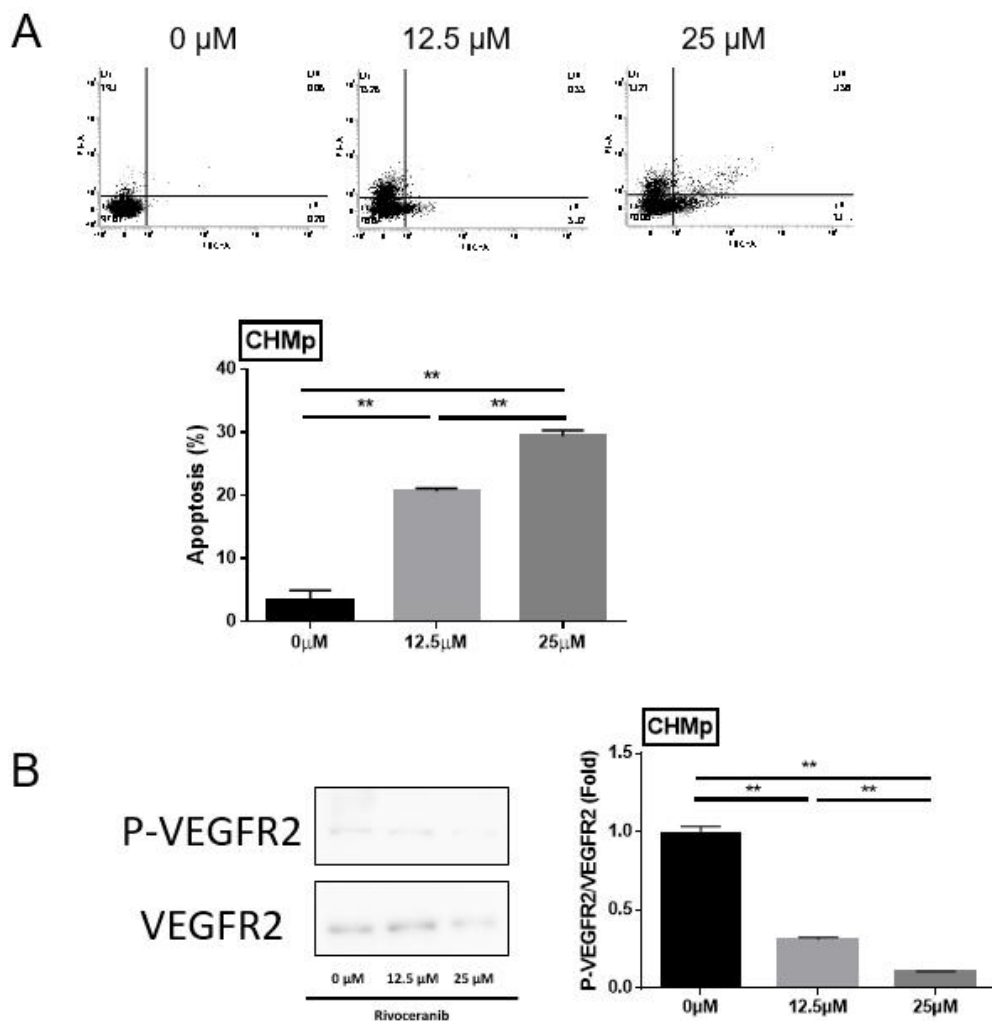 A
0 µM 12.5 µM 25 µM
CHMp
40
30
20
10
0
Apoptosis (%)
** ** **
0µM 12.5µM 25µM
B
P-VEGFR2
VEGFR2
0 µM 12.5 µM 25 µM
Rivoceranib
CHMp
1.5
1.0
0.5
0.0
P-VEGFR2/VEGFR2 (Fold)
** ** **
0µM 12.5µM 25µM